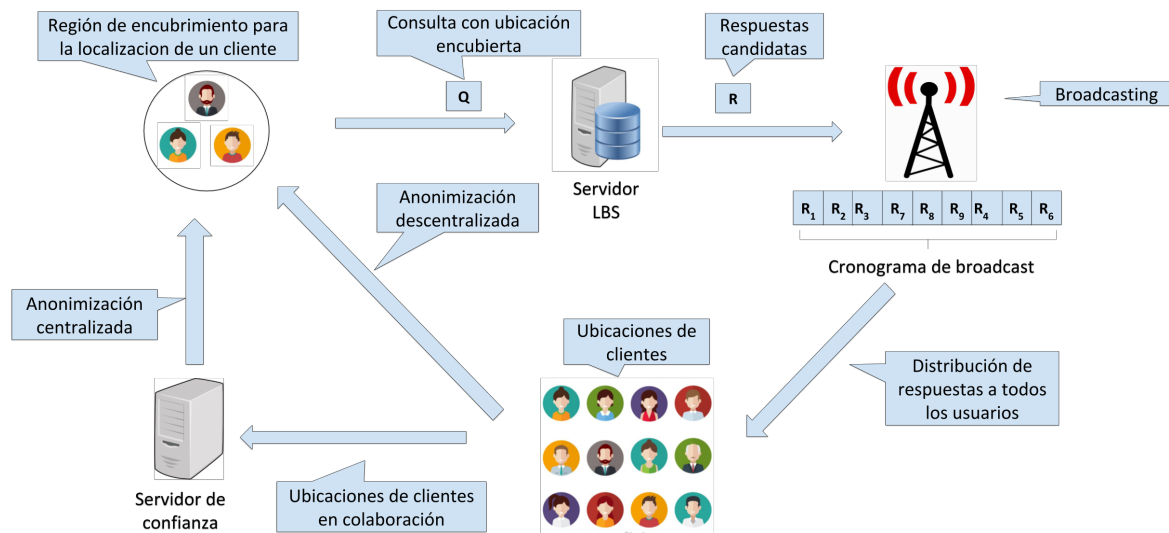 Región de encubrimiento para
la localizacion de un cliente
Consulta con ubicación
encubierta
Q
Respuestas
candidatas
R
Broadcasting
Servidor
LBS
R1 R2 R3 R7 R8 R9 R4 R5 R6
Cronograma de broadcast
Anonimización
descentralizada
Anonimización
centralizada
Ubicaciones de
clientes
Distribución de
respuestas a todos
los usuarios
Servidor de
confianza
Ubicaciones de clientes
en colaboración